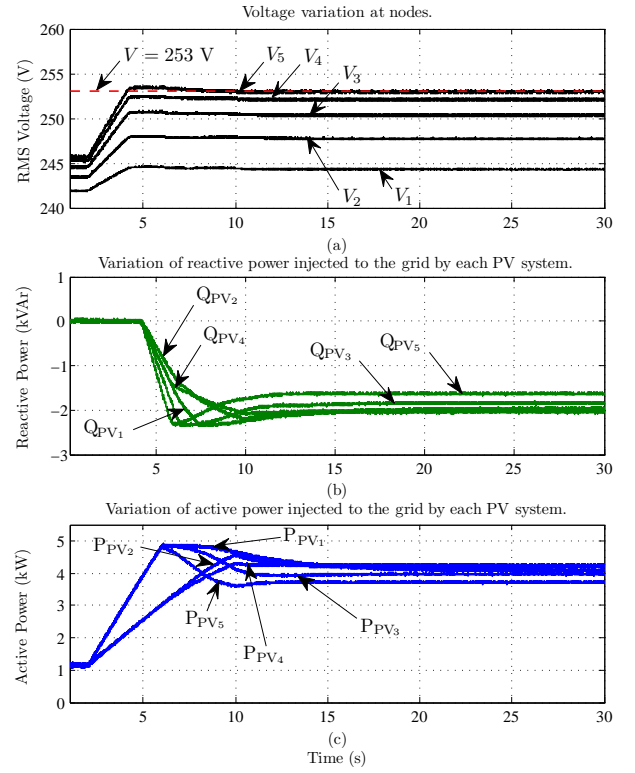 Voltage variation at nodes.
V = 253 V
V5
V4
V3
V2
V1
RMS Voltage (V)
260
255
250
245
240
5
10
15
20
25
30
(a)
Variation of reactive power injected to the grid by each PV system.
QPV2
QPV4
QPV3
QPV5
QPV1
Reactive Power (kVAr)
1
0
−1
−2
−3
5
10
15
20
25
30
(b)
Variation of active power injected to the grid by each PV system.
PPV2
PPV1
PPV5
PPV4
PPV3
Active Power (kW)
5
4
3
2
1
0
5
10
15
20
25
30
(c)
Time (s)